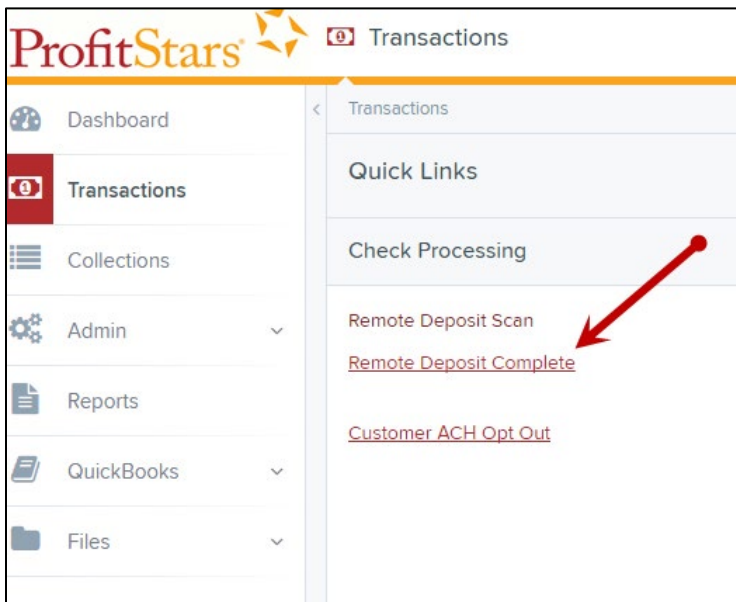 ProfitStars®
Transactions
Dashboard
Transactions
Collections
Admin
Reports
QuickBooks
Files
Transactions
Quick Links
Check Processing
Remote Deposit Scan
Remote Deposit Complete
Customer ACH Opt Out